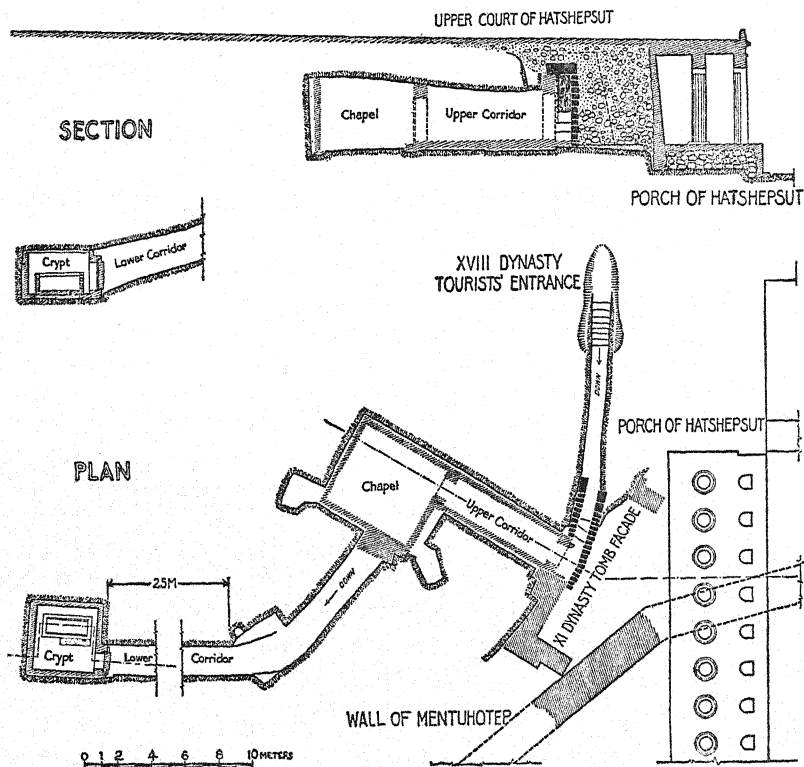 UPPER COURT OF HATSHEPSUT
SECTION
Chapel
Upper Corridor
PORCH OF HATSHEPSUT
Crypt
Lower Corridor
XVIII DYNASTY
TOURISTS' ENTRANCE
DOWN
PORCH OF HATSHEPSUT
PLAN
Chapel
Upper Corridor
XI DYNASTY TOMB FACADE
25M
DOWN
Crypt
Lower
Corridor
WALL OF MENTUHOTEP
0 1 2 4 6 8 10 METERS